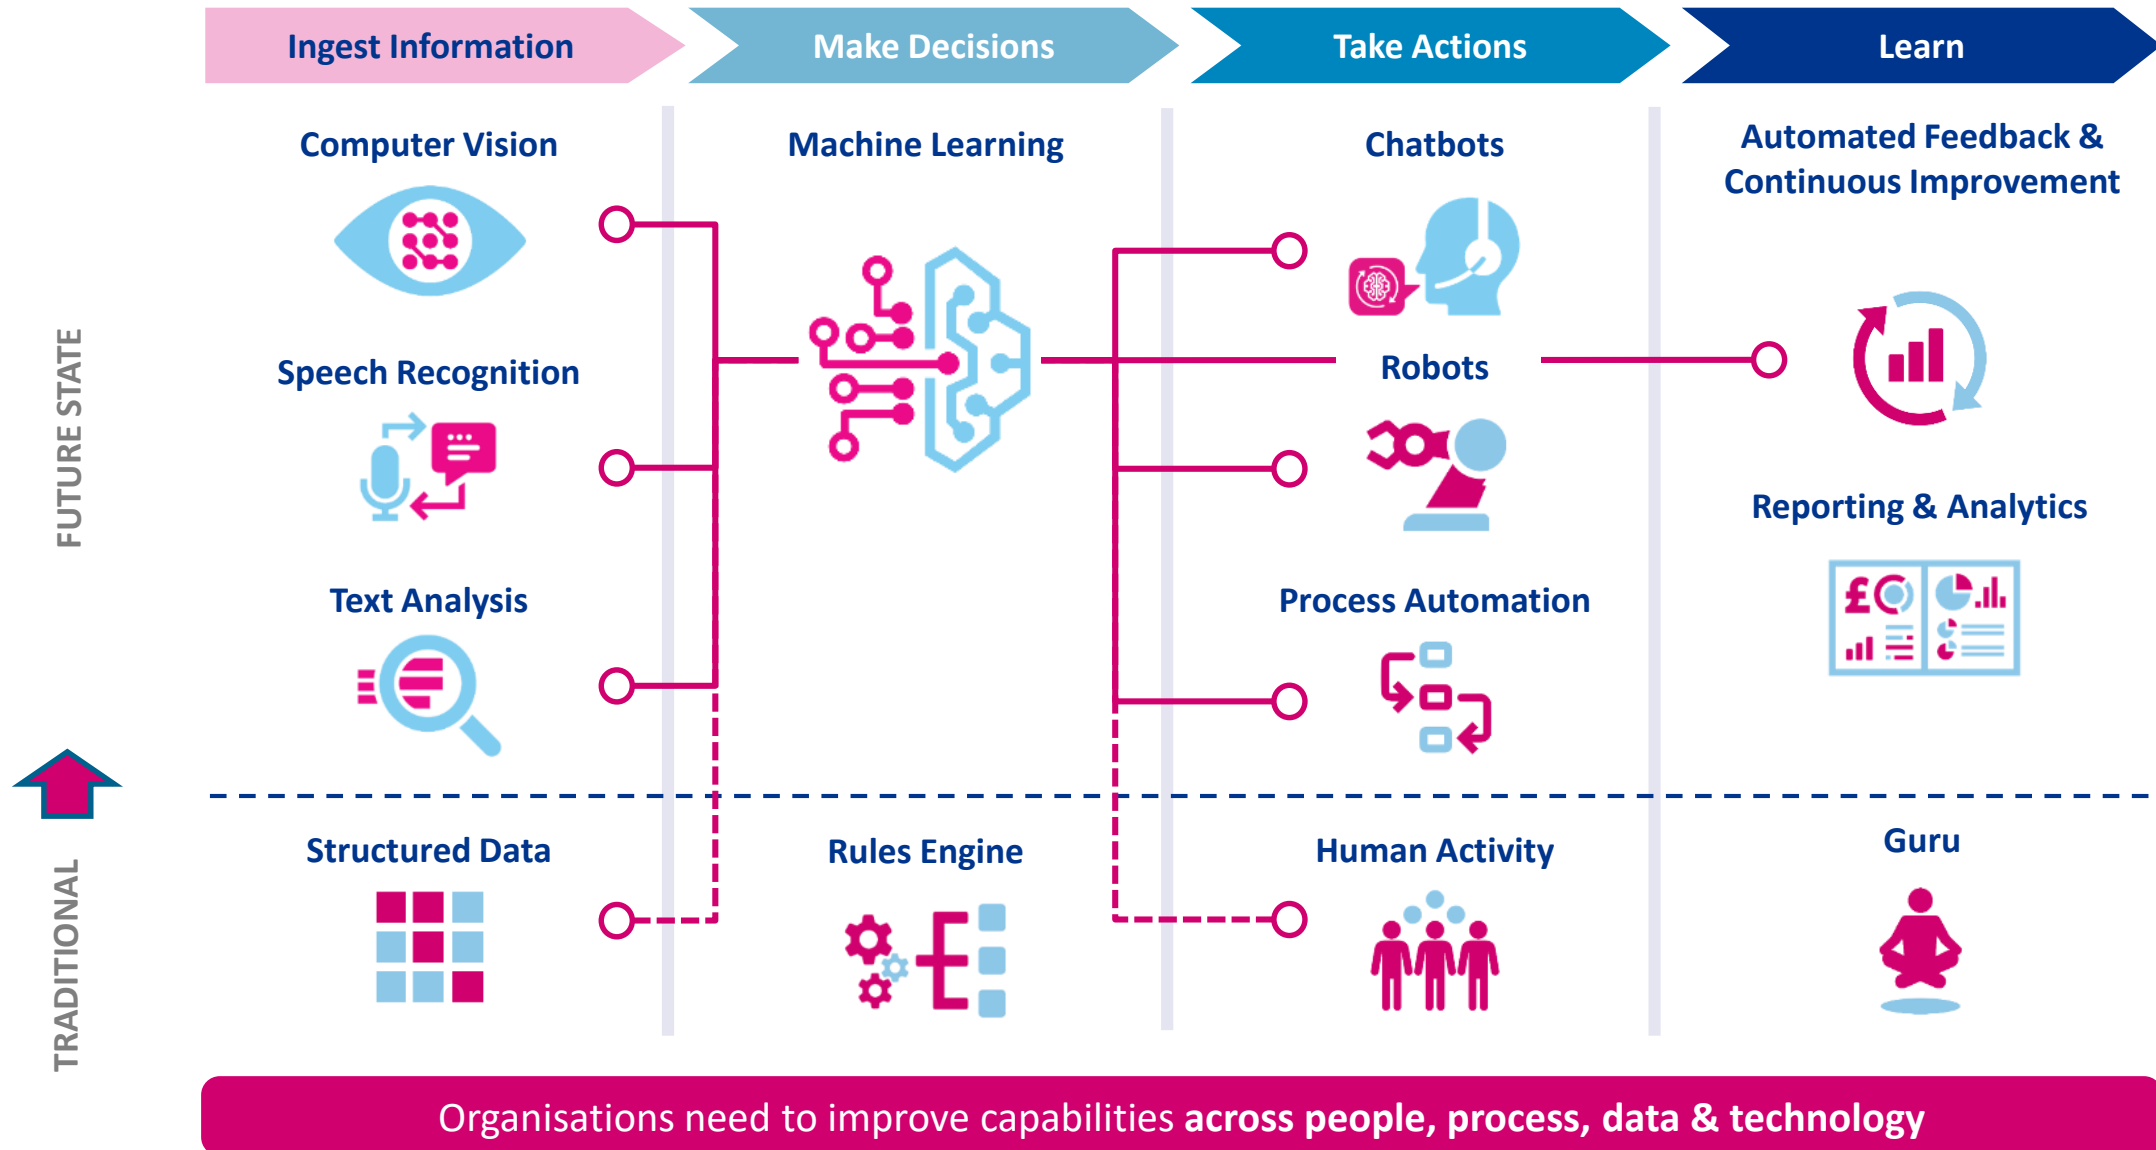 Ingest Information
Make Decisions
Take Actions
Learn
Computer Vision
Machine Learning
Chatbots
Automated Feedback &
Continuous Improvement
Speech Recognition
Robots
FUTURE STATE
Reporting & Analytics
Text Analysis
Process Automation
£
Structured Data
Rules Engine
Human Activity
Guru
TRADITIONAL
Organisations need to improve capabilities across people, process, data & technology